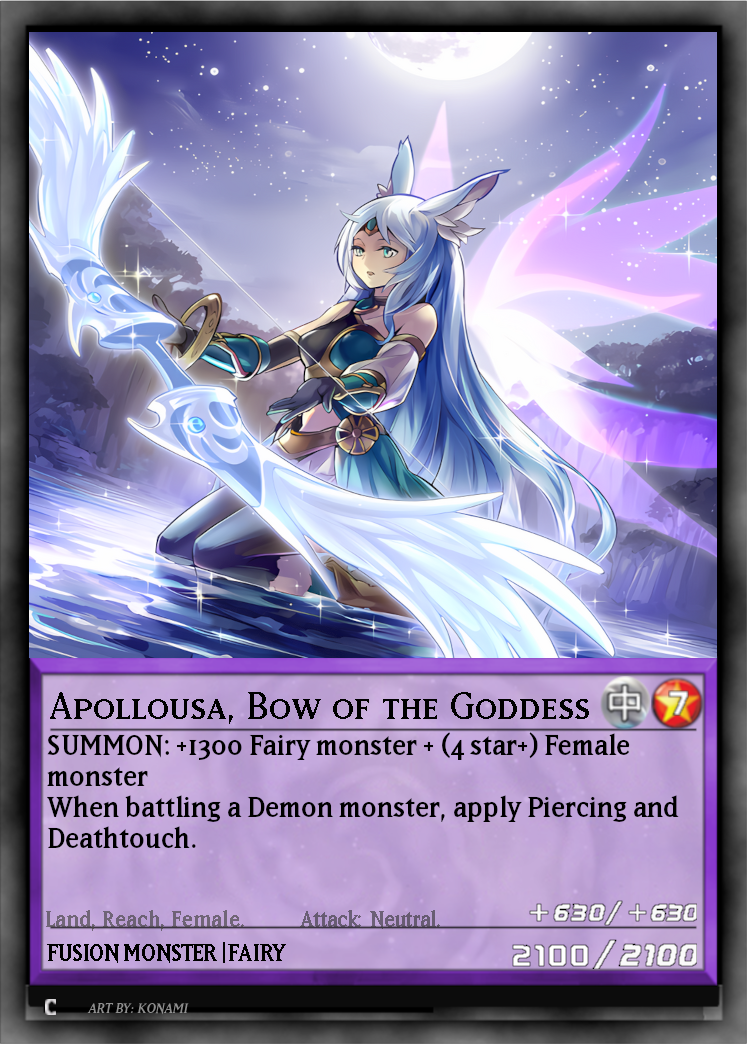 Apollousa, Bow of the Goddess 中 7
SUMMON: +1300 Fairy monster + (4 star+) Female
monster
When battling a Demon monster, apply Piercing and
Deathtouch.
Land, Reach, Female. Attack: Neutral. +630/+630
FUSION MONSTER |FAIRY 2100/2100
C ART BY: KONAMI